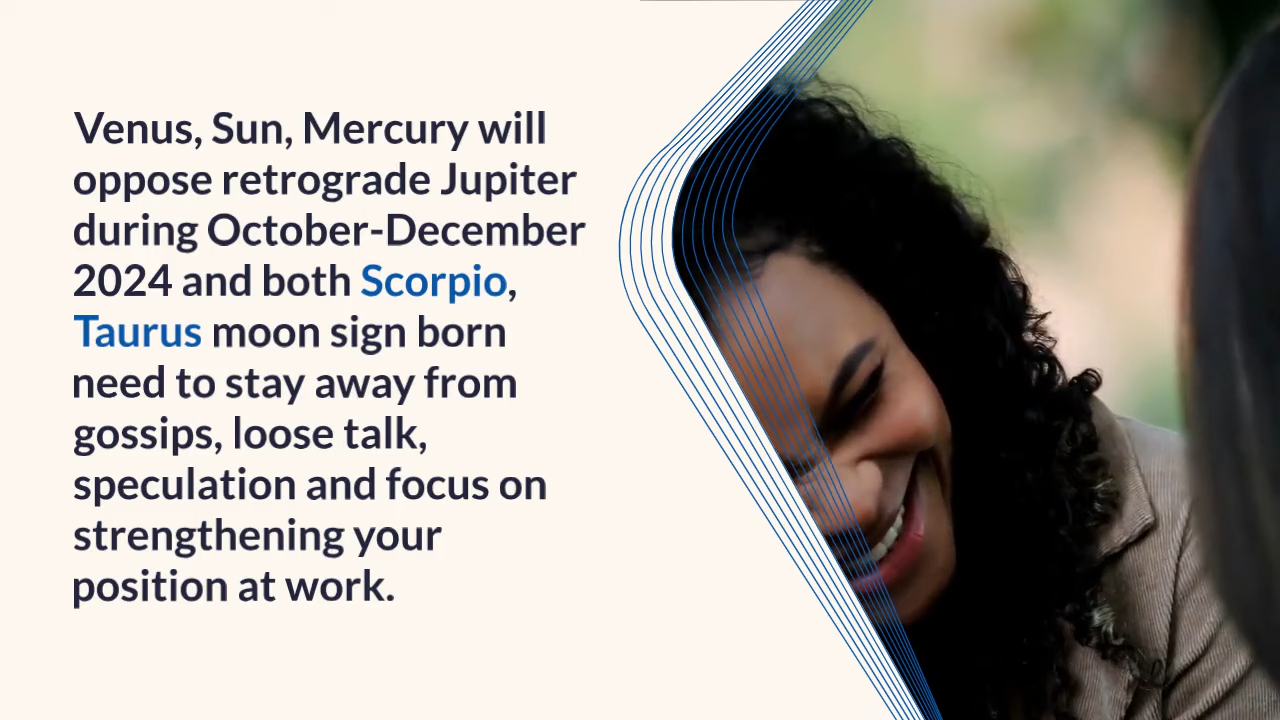 Venus, Sun, Mercury will
oppose retrograde Jupiter
during October-December
2024 and both Scorpio,
Taurus moon sign born
need to stay away from
gossips, loose talk,
speculation and focus on
strengthening your
position at work.